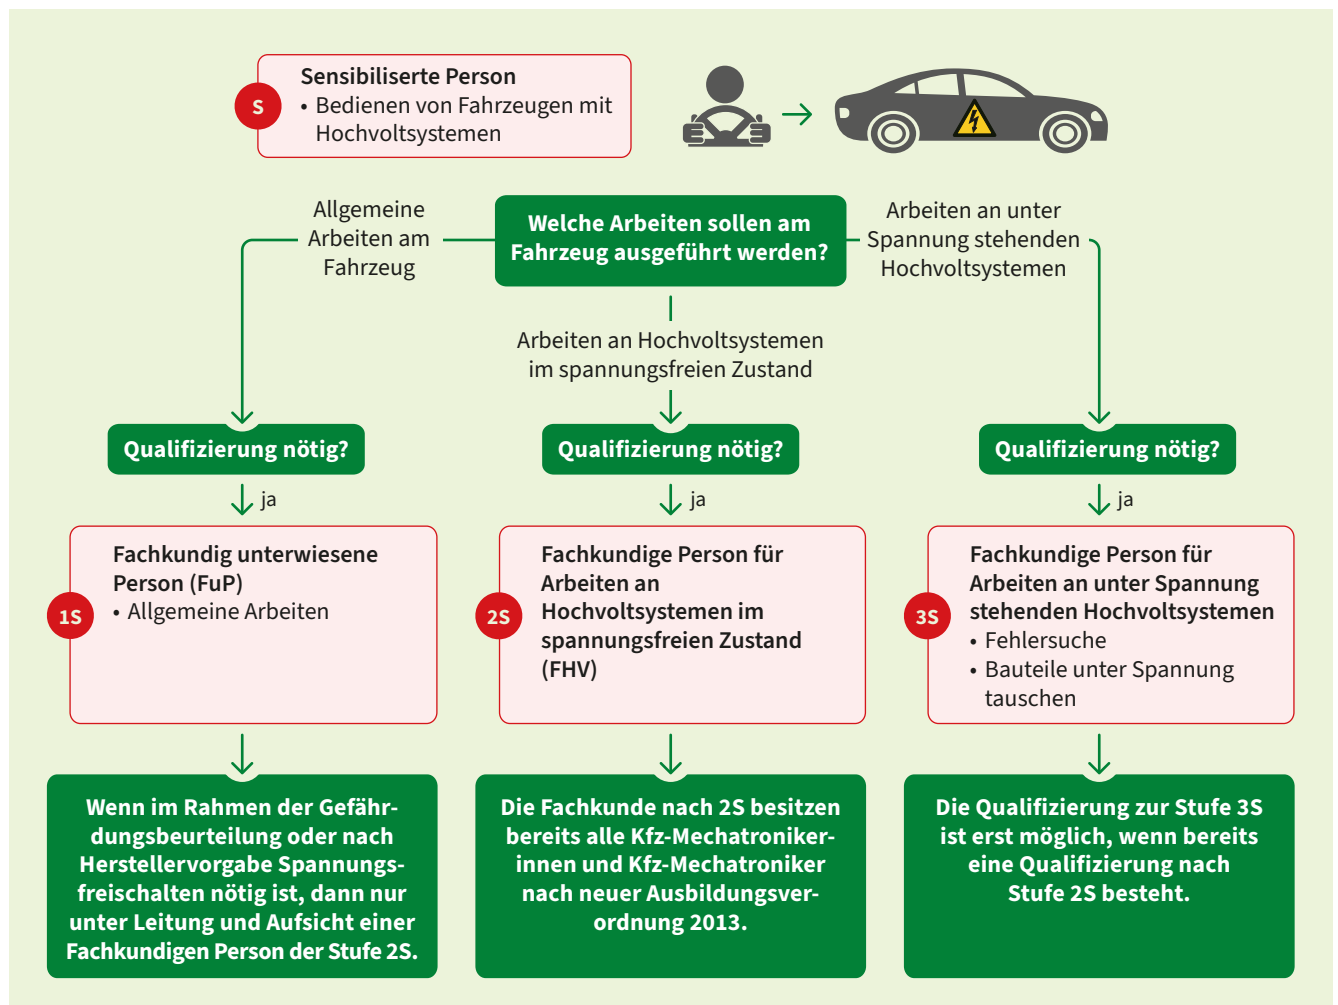 S
Sensibiliserte Person
• Bedienen von Fahrzeugen mit
Hochvoltsystemen
Welche Arbeiten sollen am
Fahrzeug ausgeführt werden?
Allgemeine
Arbeiten am
Fahrzeug
Arbeiten an Hochvoltsystemen
im spannungsfreien Zustand
Arbeiten an unter
Spannung stehenden
Hochvoltsystemen
Qualifizierung nötig?
ja
1S
Fachkundig unterwiesene
Person (FuP)
• Allgemeine Arbeiten
Wenn im Rahmen der Gefähr-
dungsbeurteilung oder nach
Herstellervorgabe Spannungs-
freischalten nötig ist, dann nur
unter Leitung und Aufsicht einer
Fachkundigen Person der Stufe 2S.
Qualifizierung nötig?
ja
2S
Fachkundige Person für
Arbeiten an
Hochvoltsystemen im
spannungsfreien Zustand
(FHV)
Die Fachkunde nach 2S besitzen
bereits alle Kfz-Mechatroniker-
innen und Kfz-Mechatroniker
nach neuer Ausbildungsver-
ordnung 2013.
Qualifizierung nötig?
ja
3S
Fachkundige Person für
Arbeiten an unter Spannung
stehenden Hochvoltsystemen
• Fehlersuche
• Bauteile unter Spannung
tauschen
Die Qualifizierung zur Stufe 3S
ist erst möglich, wenn bereits
eine Qualifizierung nach
Stufe 2S besteht.